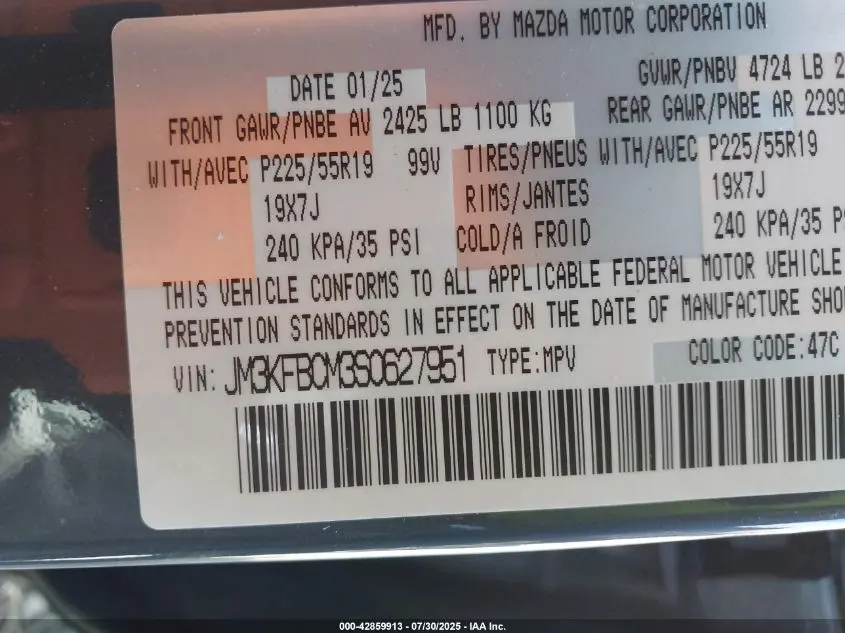 MFD. BY MAZDA MOTOR CORPORATION
DATE 01/25 GVWR/PNBV 4724 LB 2
FRONT GAWR/PNBE AV 2425 LB 1100 KG REAR GAWR/PNBE AR 2299
WITH/AVEC P225/55R19 99V TIRES/PNEUS WITH/AVEC P225/55R19
19X7J RIMS/JANTES 19X7J
240 KPA/35 PSI COLD/A FROID 240 KPA/35 PS
THIS VEHICLE CONFORMS TO ALL APPLICABLE FEDERAL MOTOR VEHICLE
PREVENTION STANDARDS IN EFFECT ON THE DATE OF MANUFACTURE SHO
VIN: JM3KFBCM3S0627951 TYPE:MPV COLOR CODE:47C
000-42859913 - 07/30/2025 - IAA Inc.